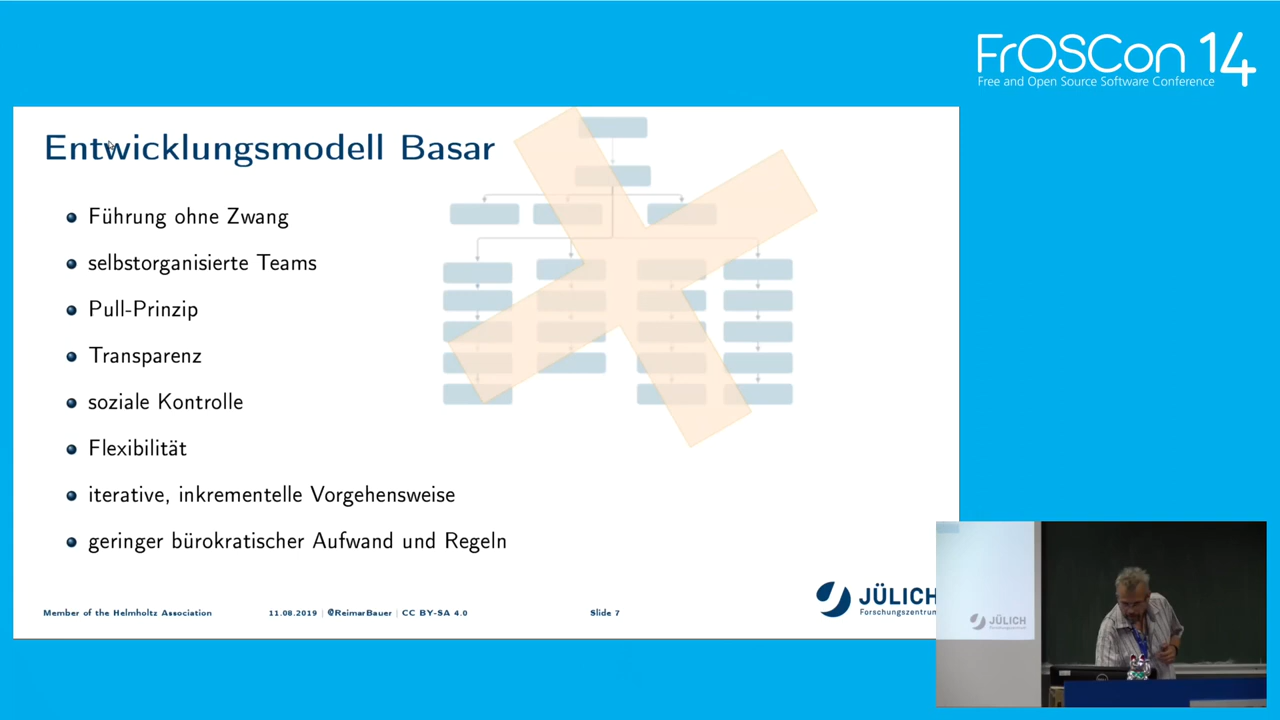 FrOSCon 14
Free and Open Source Software Conference
Entwicklungsmodell Basar
Führung ohne Zwang
selbstorganisierte Teams
Pull-Prinzip
Transparenz
soziale Kontrolle
Flexibilität
iterative, inkrementelle Vorgehensweise
geringer bürokratischer Aufwand und Regeln
Member of the Helmholtz Association
11.08.2019 | @ReimarBauer | CC BY-SA 4.0
Slide 7
JÜLICH
Forschungszentrum
JÜLICH